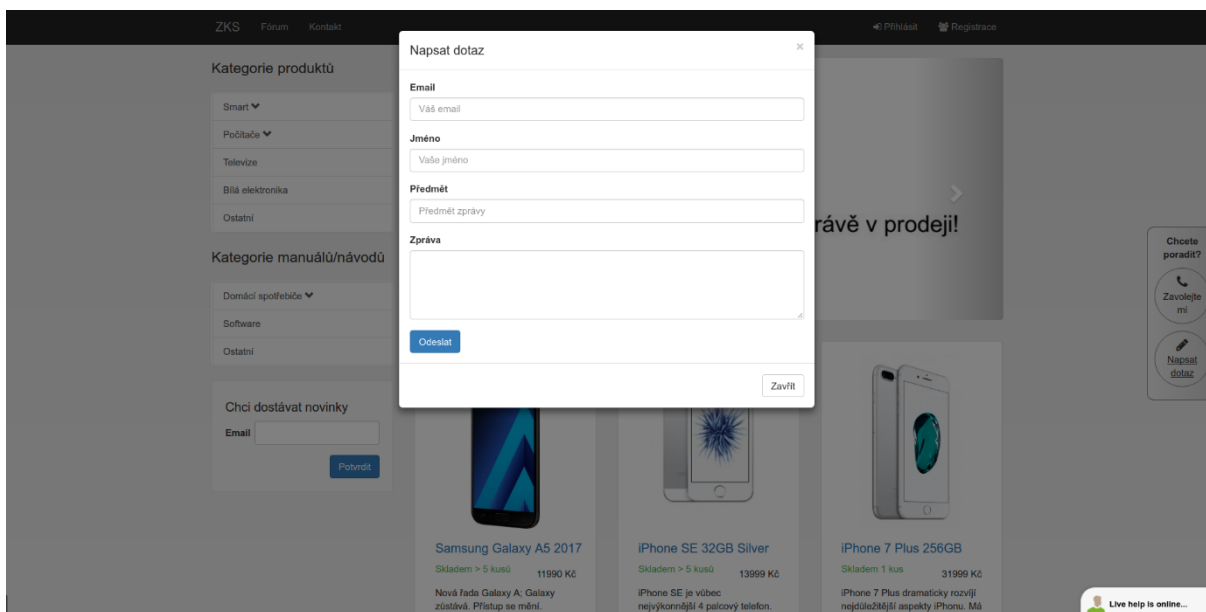 ZKS Fórum Kontakt
Přihlásit Registrace
Kategorie produktů
Smart
Počítače
Televize
Bílá elektronika
Ostatní
Kategorie manuálů/návodů
Domácí spotřebiče
Software
Ostatní
Chci dostávat novinky
Email
Potvrdit
Napsat dotaz ×
Email
Váš email
Jméno
Vaše jméno
Předmět
Předmět zprávy
Zpráva
Odeslat
Zavřít
rávě v prodeji!
Chcete
poradit?
Zavolejte
mi
Napsat
dotaz
Samsung Galaxy A5 2017
Skladem > 5 kusů 11990 Kč
Nová řada Galaxy A; Galaxy
zůstává. Přístup se mění.
iPhone SE 32GB Silver
Skladem > 5 kusů 13999 Kč
iPhone SE je vůbec
nejvýkonnější 4 palcový telefon.
iPhone 7 Plus 256GB
Skladem 1 kus 31999 Kč
iPhone 7 Plus dramaticky rozvíjí
nejdůležitější aspekty iPhonu. Má
Live help is online...